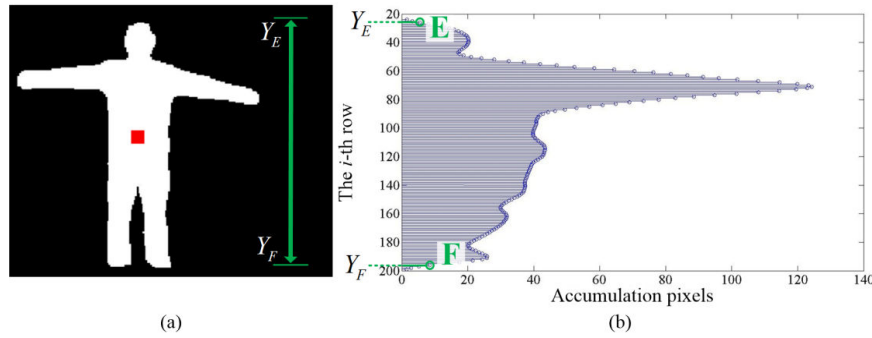 Y_E
Y_F
(a)
Y_E
E
20
40
60
80
100
120
140
160
180
200
The i-th row
F
Y_F
0 20 40 60 80 100 120 140
Accumulation pixels
(b)